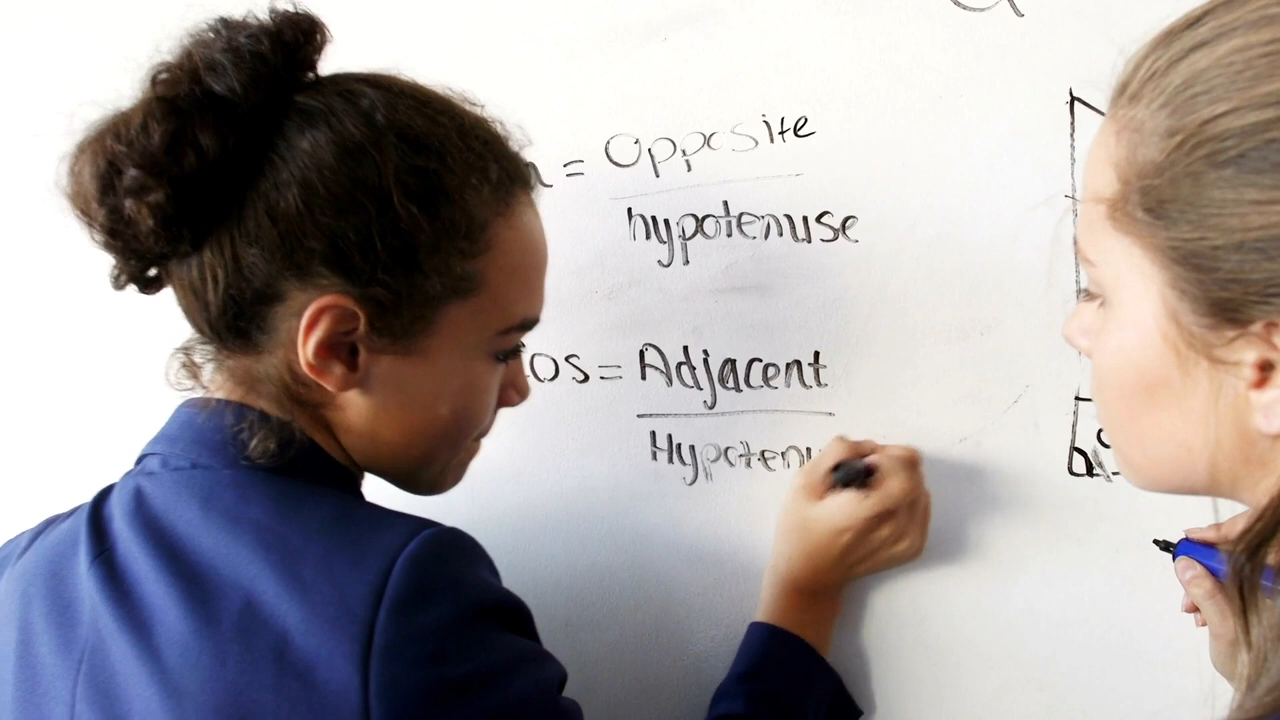 = Opposite
hypotenuse
os = Adjacent